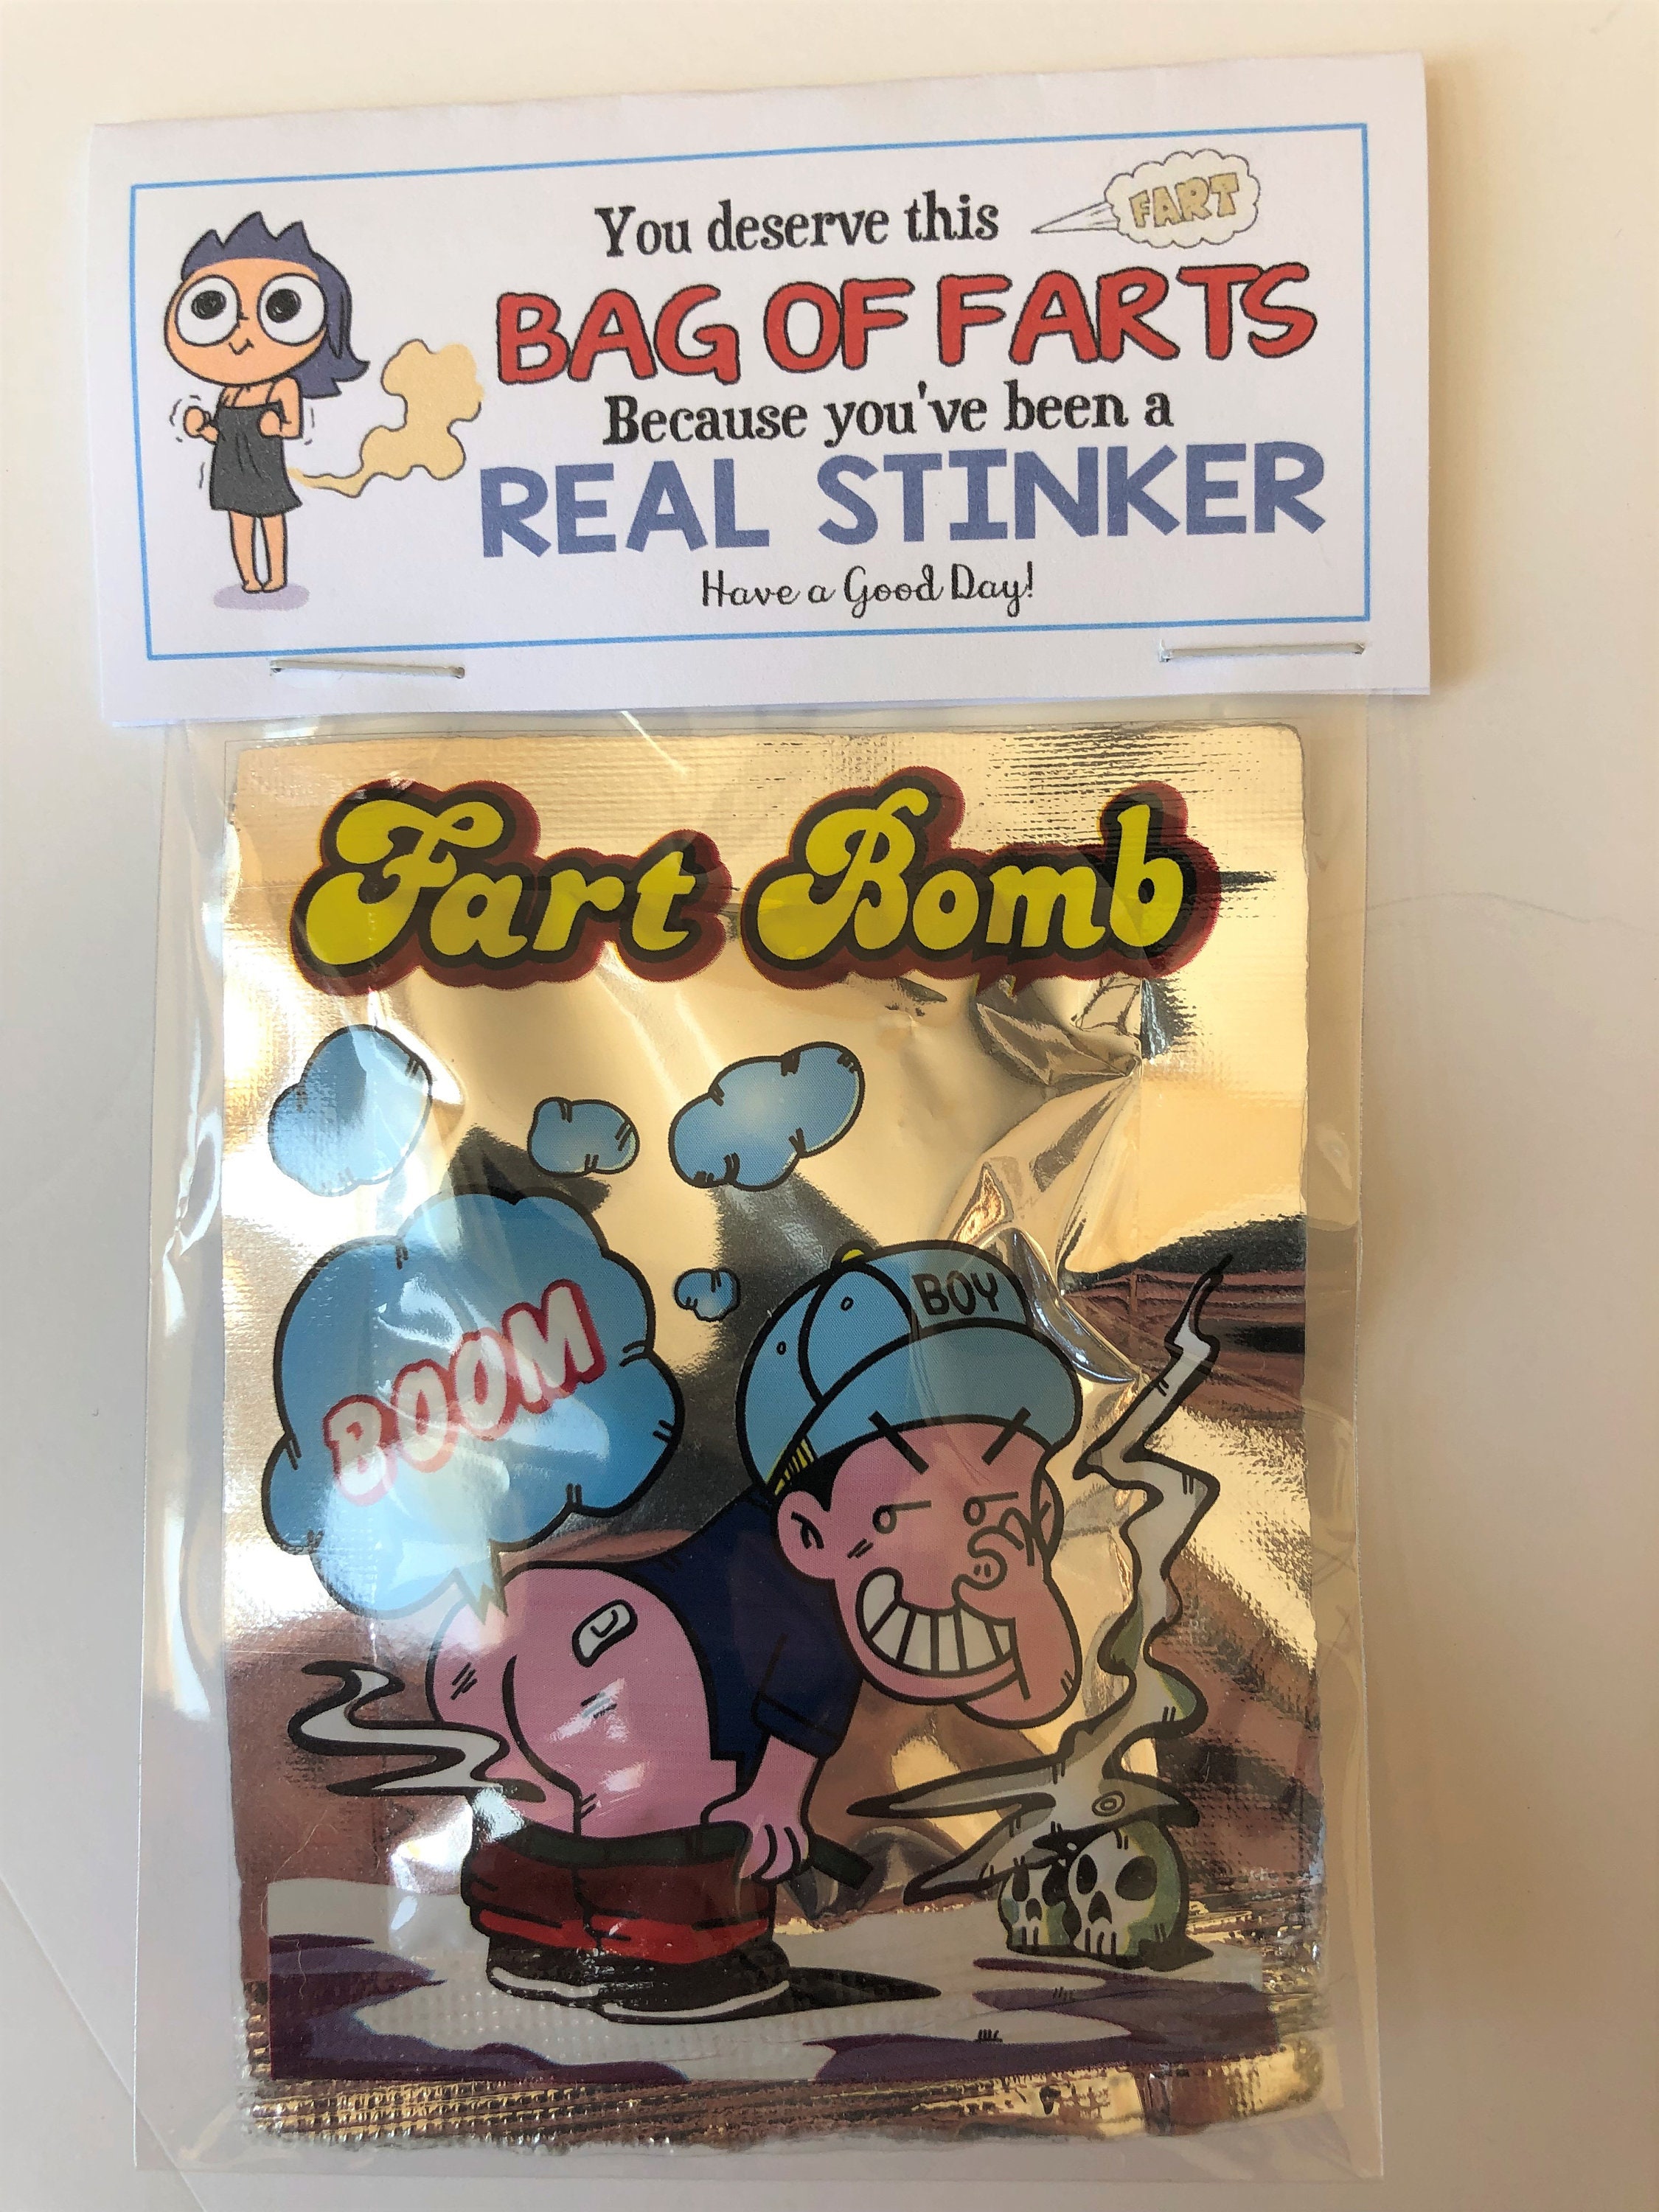 You deserve this
FART
BAG OF FARTS
Because you've been a
REAL STINKER
Have a Good Day!
Fart Bomb
BOY
BOOM